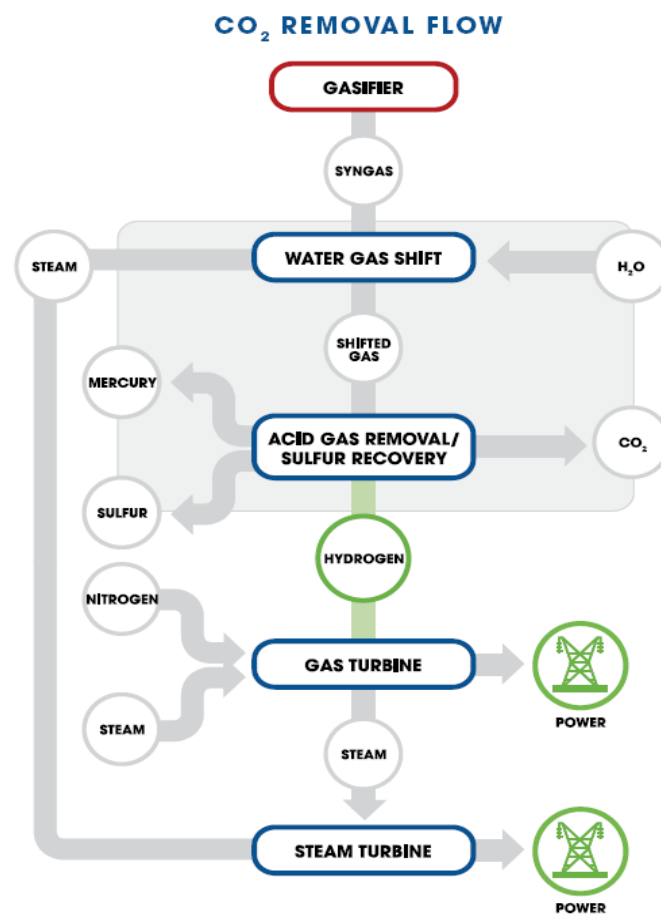 CO₂ REMOVAL FLOW
GASIFIER
SYNGAS
STEAM
WATER GAS SHIFT
H₂O
SHIFTED
GAS
MERCURY
ACID GAS REMOVAL/
SULFUR RECOVERY
CO₂
SULFUR
HYDROGEN
NITROGEN
GAS TURBINE
POWER
STEAM
STEAM
STEAM TURBINE
POWER